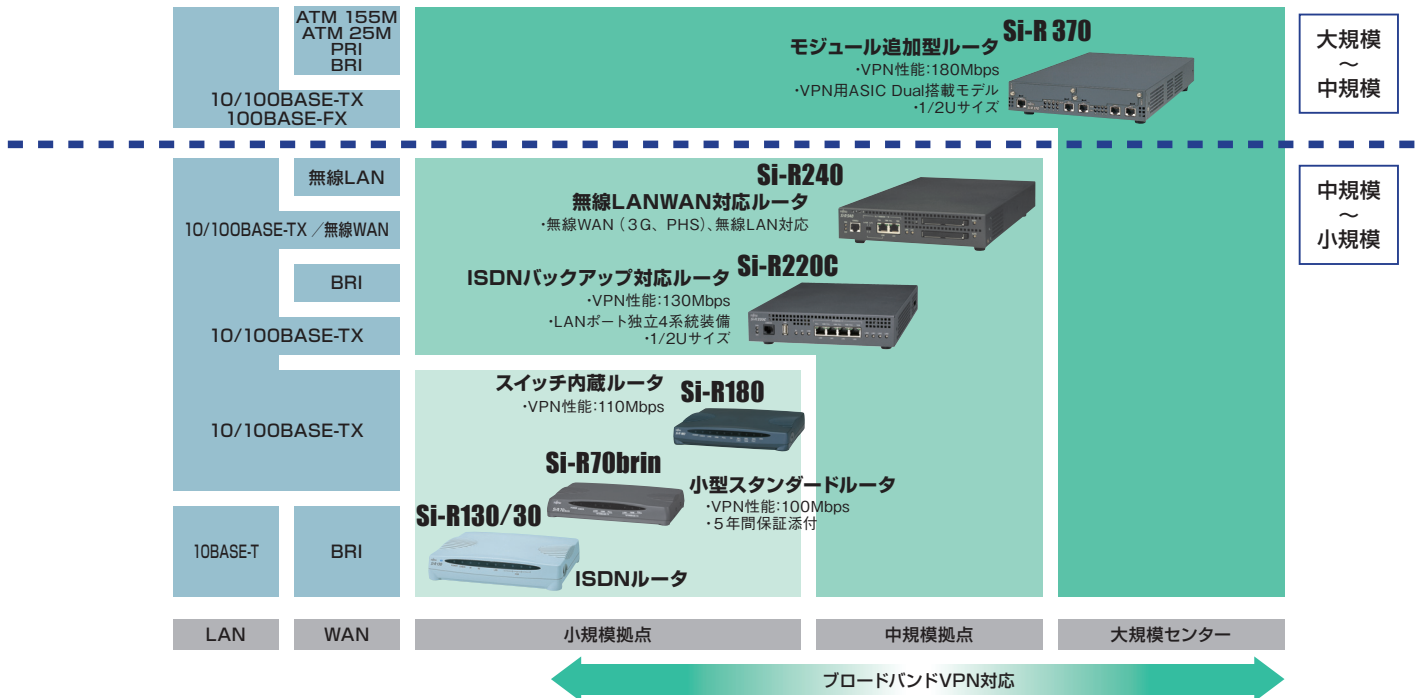 ATM 155M
ATM 25M
PRI
BRI
10/100BASE-TX
100BASE-FX
モジュール追加型ルータ Si-R 370
・VPN性能:180Mbps
・VPN用ASIC Dual搭載モデル
・1/2Uサイズ
大規模
～
中規模
無線LAN
10/100BASE-TX／無線WAN
BRI
10/100BASE-TX
Si-R240
無線LANWAN対応ルータ
・無線WAN（3G、PHS）、無線LAN対応
ISDNバックアップ対応ルータ Si-R220C
・VPN性能:130Mbps
・LANポート独立4系統装備
・1/2Uサイズ
中規模
～
小規模
10/100BASE-TX
スイッチ内蔵ルータ Si-R180
・VPN性能:110Mbps
Si-R70brin
小型スタンダードルータ
・VPN性能:100Mbps
・5年間保証添付
10BASE-T
BRI
Si-R130/30
ISDNルータ
LAN
WAN
小規模拠点
中規模拠点
大規模センター
ブロードバンドVPN対応